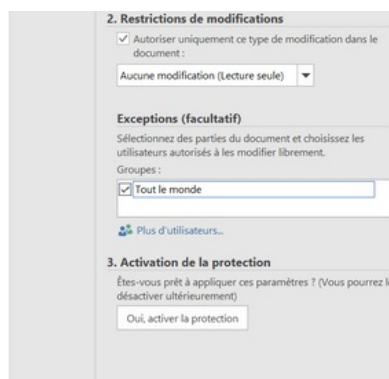 2. Restrictions de modifications
Autoriser uniquement ce type de modification dans le
document :
Aucune modification (Lecture seule)
Exceptions (facultatif)
Sélectionnez des parties du document et choisissez les
utilisateurs autorisés à les modifier librement.
Groupes :
Tout le monde
Plus d'utilisateurs...
3. Activation de la protection
Êtes-vous prêt à appliquer ces paramètres ? (Vous pourrez l
désactiver ultérieurement)
Oui, activer la protection